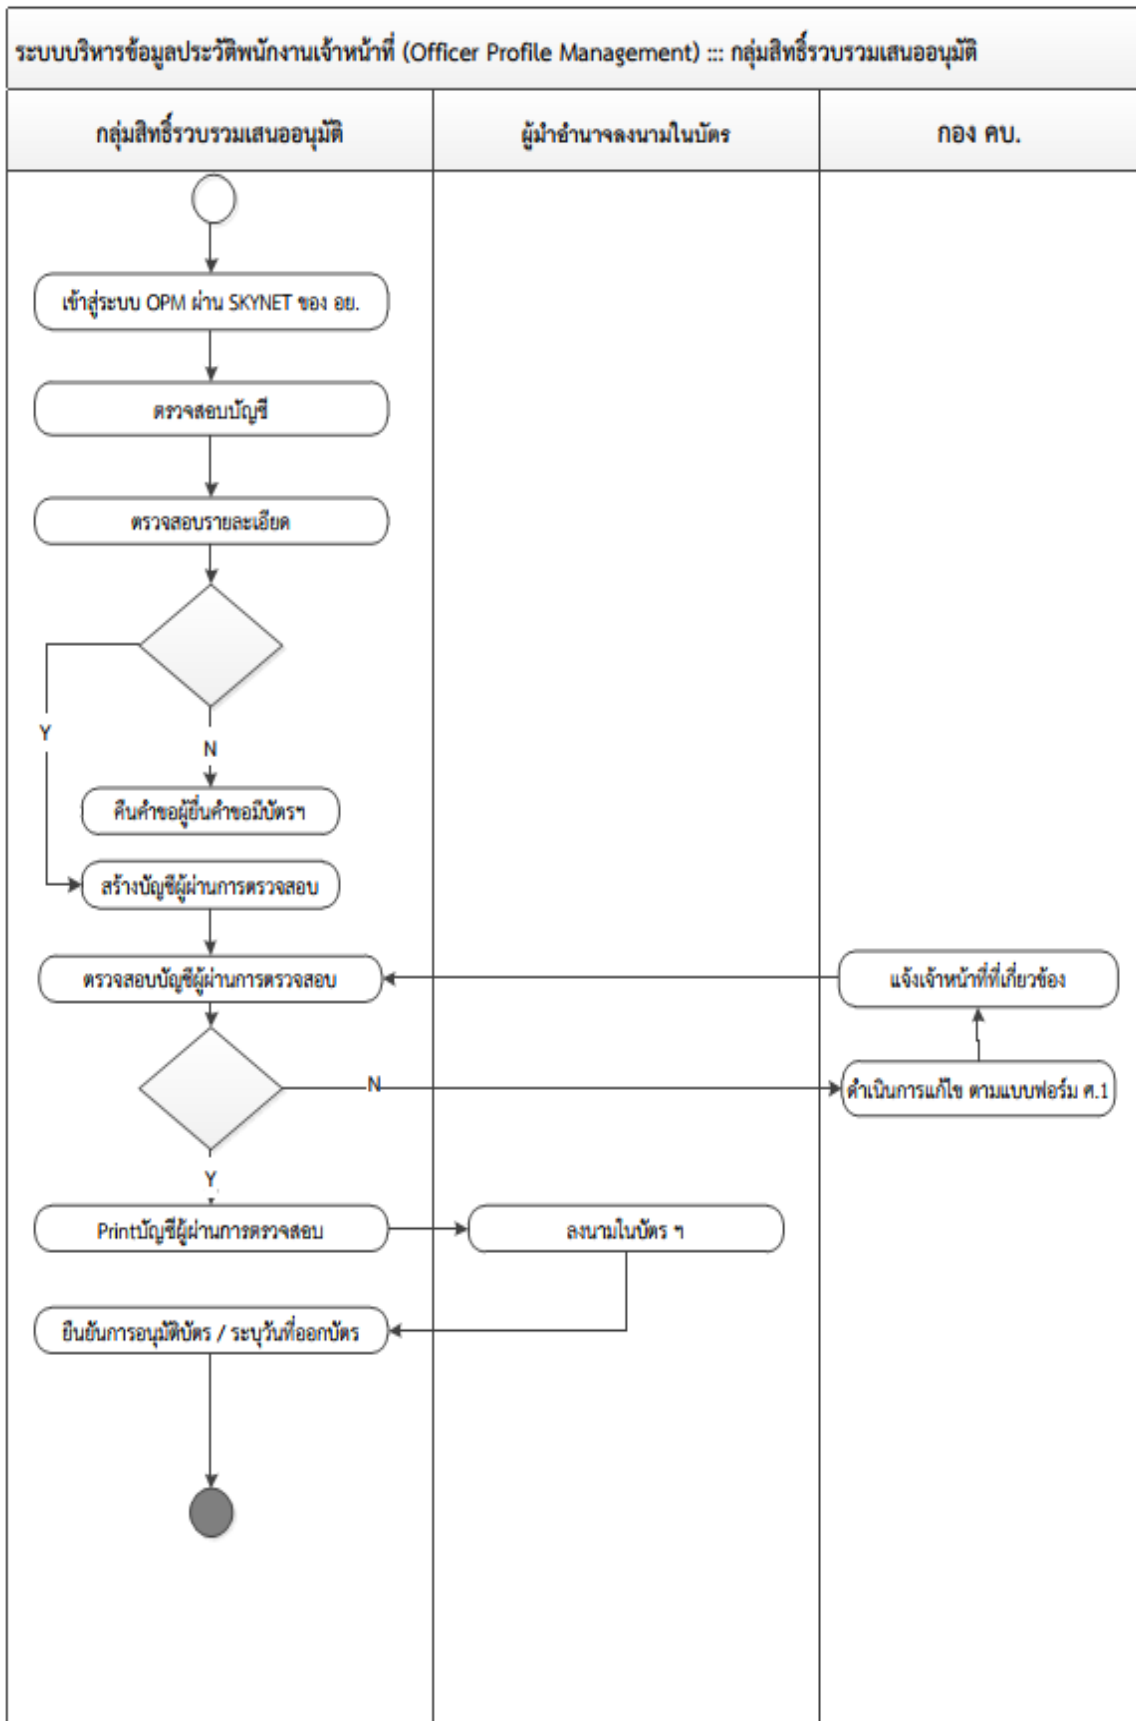 ระบบบริหารข้อมูลประวัติพนักงานเจ้าหน้าที่ (Officer Profile Management) ::: กลุ่มสิทธิ์รวบรวมเสนออนุมัติ
กลุ่มสิทธิ์รวบรวมเสนออนุมัติ
ผู้มำอำนาจลงนามในบัตร
กอง คบ.
เข้าสู่ระบบ OPM ผ่าน SKYNET ของ อย.
ตรวจสอบบัญชี
ตรวจสอบรายละเอียด
Y
N
คืนคำขอผู้ยื่นคำขอมีบัตรฯ
สร้างบัญชีผู้ผ่านการตรวจสอบ
ตรวจสอบบัญชีผู้ผ่านการตรวจสอบ
แจ้งเจ้าหน้าที่ที่เกี่ยวข้อง
N
ดำเนินการแก้ไข ตามแบบฟอร์ม ศ.1
Y
Printบัญชีผู้ผ่านการตรวจสอบ
ลงนามในบัตร ฯ
ยืนยันการอนุมัติบัตร / ระบุวันที่ออกบัตร